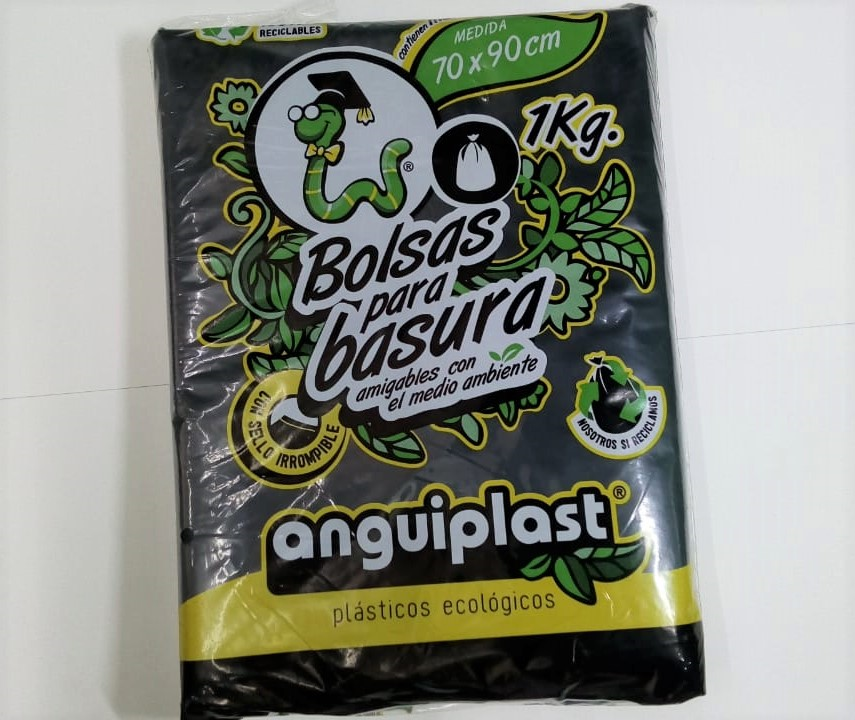 RECICLABLES
contienen
MEDIDA
70 x 90 cm
1Kg.
®
Bolsas
para
basura
amigables con
el medio ambiente
CON SELLO IRROMPIBLE
NOSOTROS SI RECICLAMOS
anguiplast®
plásticos ecológicos